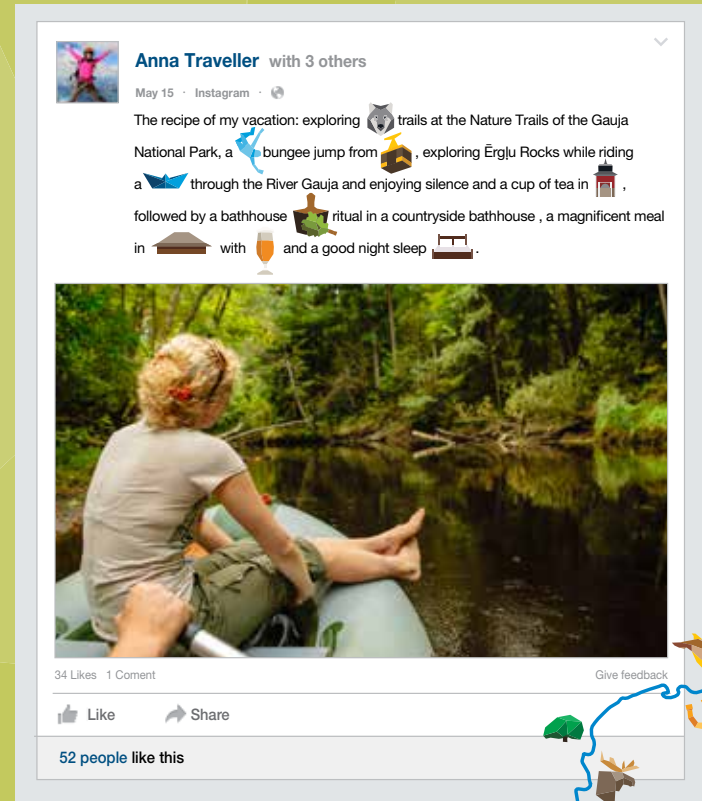 Anna Traveller with 3 others
May 15 · Instagram ·
The recipe of my vacation: exploring trails at the Nature Trails of the Gauja
National Park, a bungee jump from , exploring Ērgļu Rocks while riding
a through the River Gauja and enjoying silence and a cup of tea in ,
followed by a bathhouse ritual in a countryside bathhouse , a magnificent meal
in with and a good night sleep .
34 Likes 1 Coment Give feedback
Like Share
52 people like this